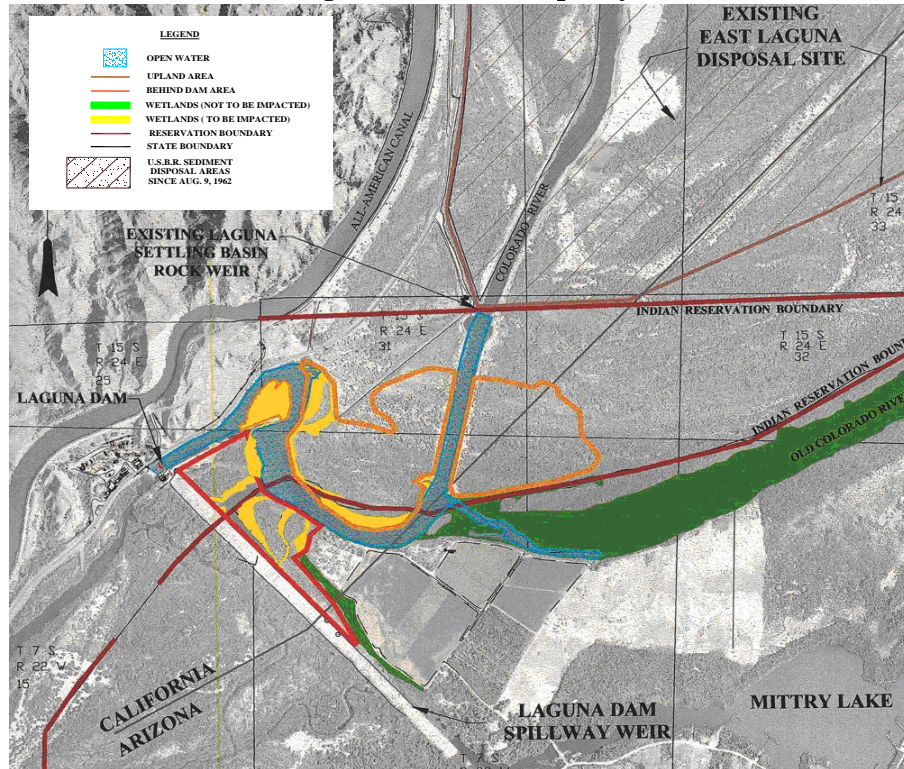 LEGEND
OPEN WATER
UPLAND AREA
BEHIND DAM AREA
WETLANDS (NOT TO BE IMPACTED)
WETLANDS ( TO BE IMPACTED)
RESERVATION BOUNDARY
STATE BOUNDARY
U.S.B.R. SEDIMENT
DISPOSAL AREAS
SINCE AUG. 9, 1962
EXISTING
EAST LAGUNA
DISPOSAL SITE
ALL-AMERICAN CANAL
COLORADO RIVER
T 15
R 24
33
EXISTING LAGUNA
SETTLING BASIN
ROCK WEIR
INDIAN RESERVATION BOUNDARY
T 15 S
R 24 E
31
T 15 S
R 24 E
32
T 15 S
R 24 E
25
LAGUNA DAM
INDIAN RESERVATION BOUN
OLD COLORADO RIVE
T 7 S
R 22 W
15
CALIFORNIA
ARIZONA
LAGUNA DAM
SPILLWAY WEIR
MITTRY LAKE
T 7 S